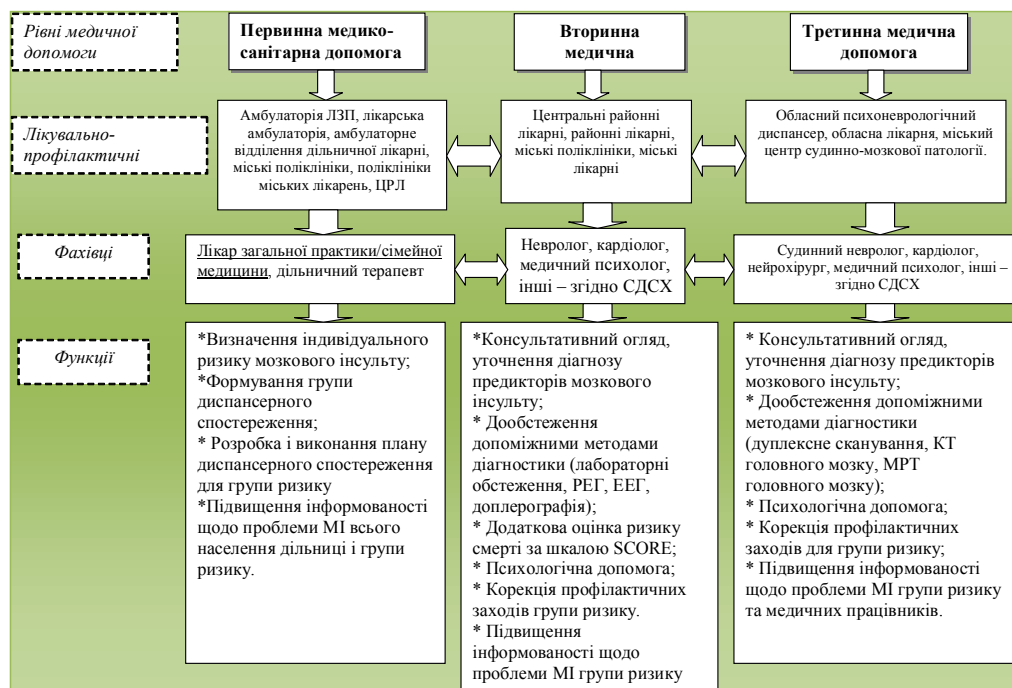 Рівні медичної
допомоги
Первинна медико-
санітарна допомога
Вторинна
медична
Третинна медична
допомога
Лікувально-
профілактичні
Амбулаторія ЛЗП, лікарська
амбулаторія, амбулаторне
відділення дільничної лікарні,
міські поліклініки, поліклініки
міських лікарень, ЦРЛ
Центральні районні
лікарні, районні лікарні,
міські поліклініки, міські
лікарні
Обласний психоневрологічний
диспансер, обласна лікарня, міський
центр судинно-мозкової патології.
Фахівці
Лікар загальної практики/сімейної
медицини, дільничний терапевт
Невролог, кардіолог,
медичний психолог,
інші – згідно СДСХ
Судинний невролог, кардіолог,
нейрохірург, медичний психолог, інші –
згідно СДСХ
Функції
*Визначення індивідуального
ризику мозкового інсульту;
*Формування групи
диспансерного
спостереження;
* Розробка і виконання плану
диспансерного спостереження
для групи ризику
*Підвищення інформованості
щодо проблеми МІ всього
населення дільниці і групи
ризику.
*Консультативний огляд,
уточнення діагнозу
предикторів мозкового
інсульту;
* Дообстеження
допоміжними методами
діагностики (лабораторні
обстеження, РЕГ, ЕЕГ,
доплерографія);
* Додаткова оцінка ризику
смерті за шкалою SCORE;
* Психологічна допомога;
* Корекція профілактичних
заходів групи ризику.
* Підвищення
інформованості щодо
проблеми МІ групи ризику
* Консультативний огляд,
уточнення діагнозу предикторів
мозкового інсульту;
* Дообстеження допоміжними
методами діагностики
(дуплексне сканування, КТ
головного мозку, МРТ
головного мозку);
* Психологічна допомога;
* Корекція профілактичних
заходів для групи ризику;
* Підвищення інформованості
щодо проблеми МІ групи ризику
та медичних працівників.